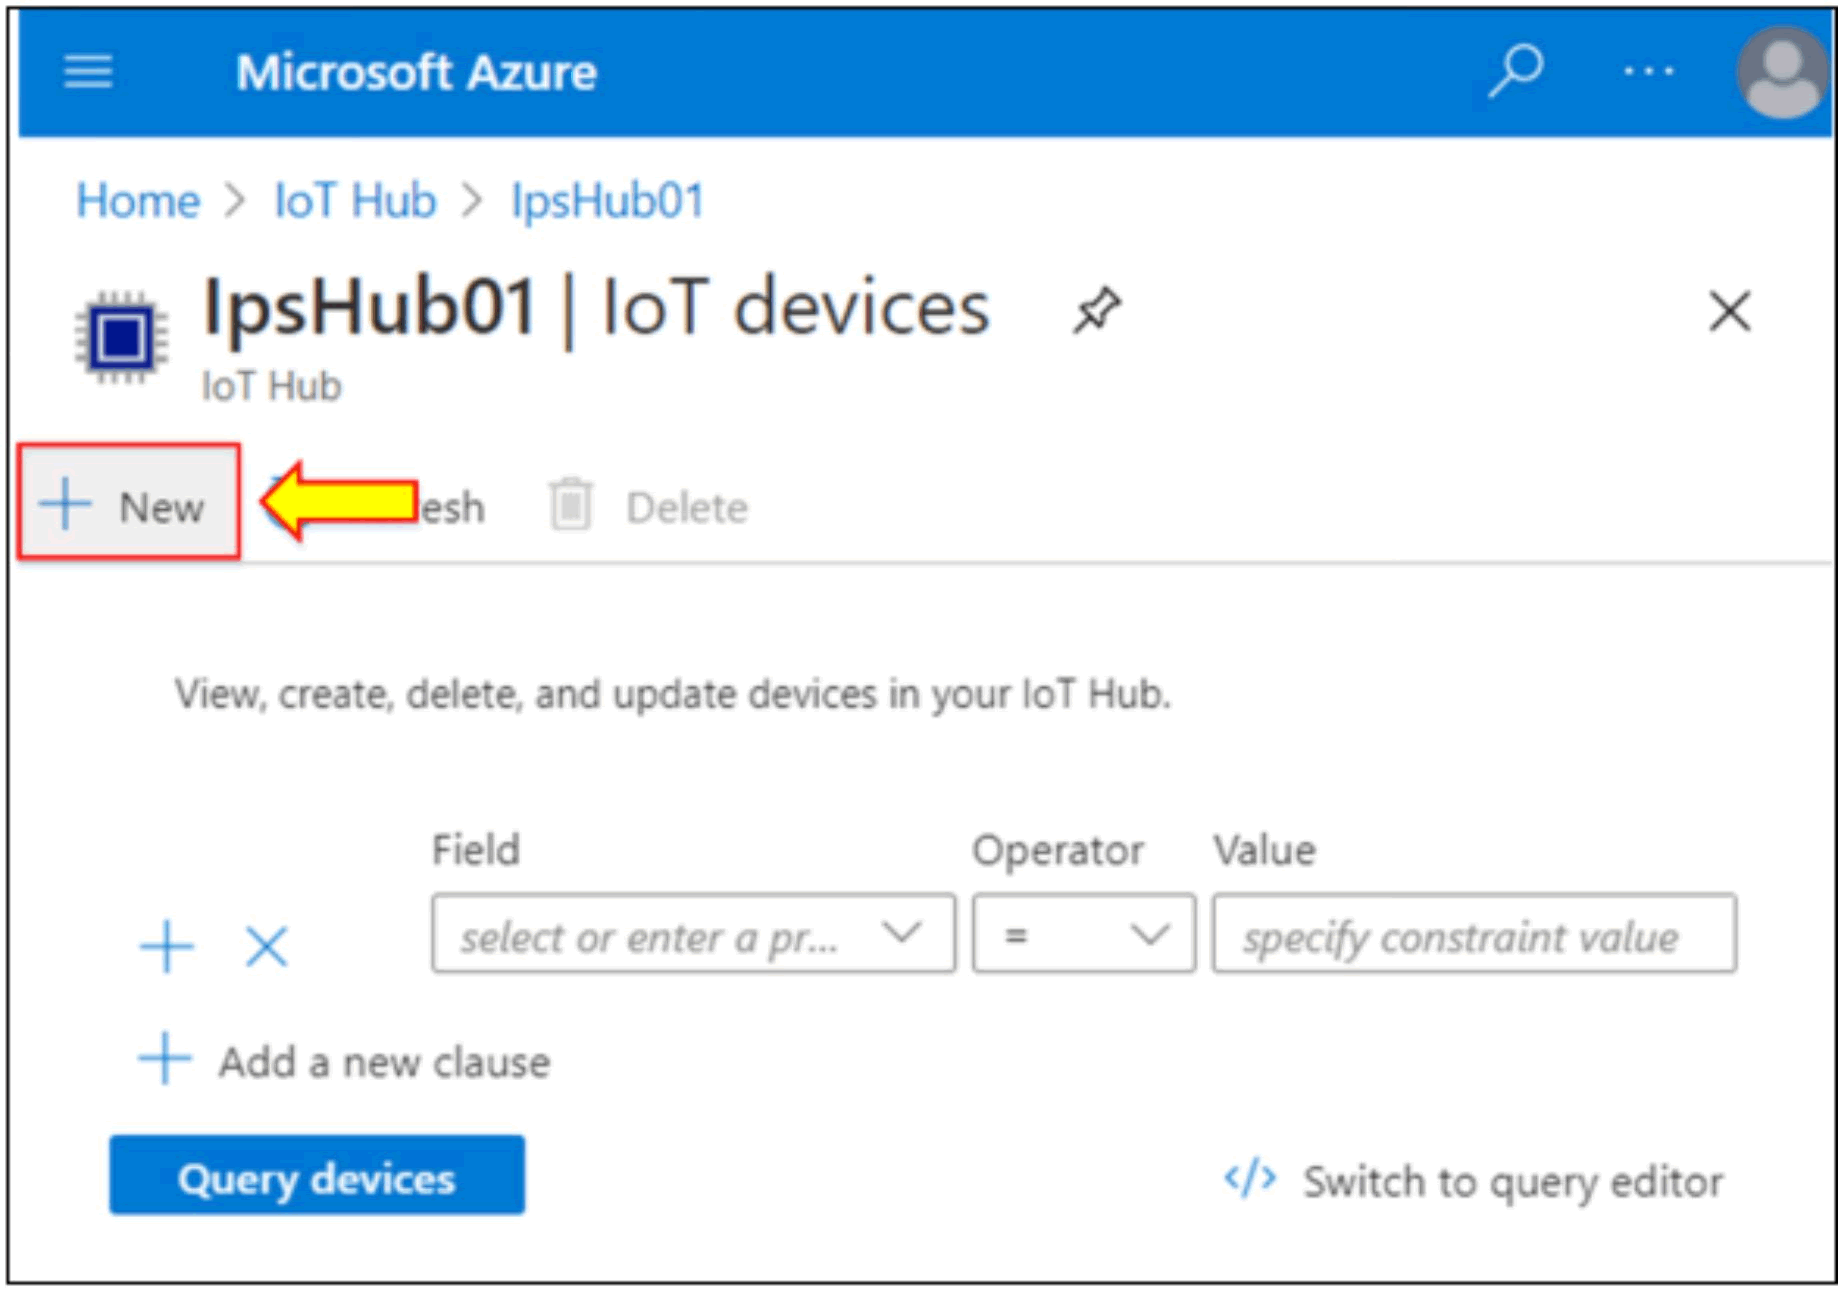 Microsoft Azure
Home > IoT Hub > IpsHub01
IpsHub01 | IoT devices
IoT Hub
New esh Delete
View, create, delete, and update devices in your IoT Hub.
Field Operator Value
select or enter a pr... = specify constraint value
Add a new clause
Query devices </> Switch to query editor